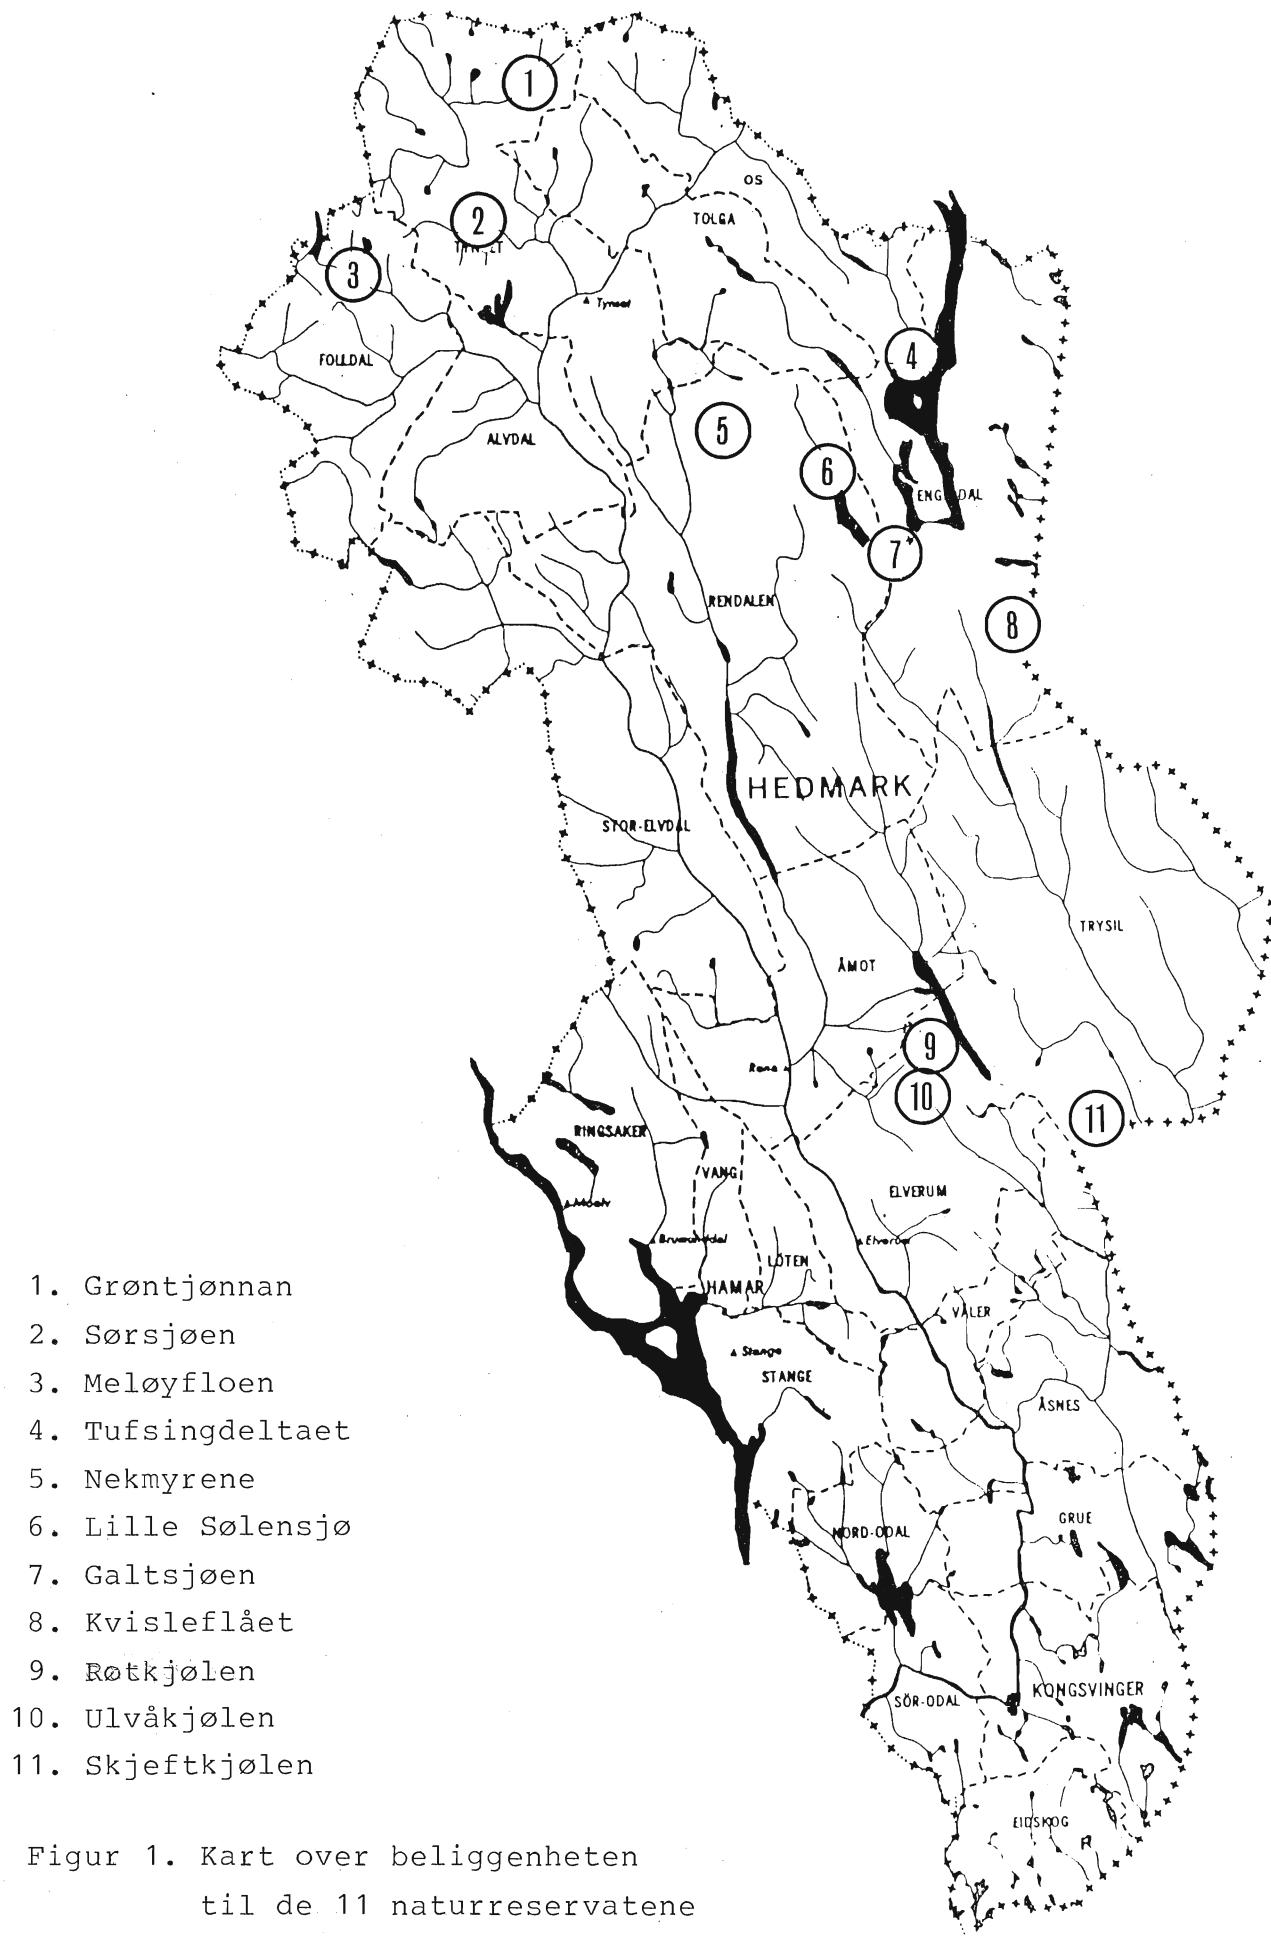 1
OS
2
TOLGA
3
Tynset
FOLLDAL
4
5
ALVDAL
6
7
RENDALEN
8
HEDMARK
STOR-ELVDAL
TRYSIL
ÅMOT
9
Rena
10
11
RINGSAKER
VANG
ELVERUM
Moelv
Brumunddal
Elverum
LÖTEN
HAMAR
VÅLER
Stange
STANGE
ÅSNES
GRUE
NORD-ODAL
KONGSVINGER
SÖR-ODAL
EIDSKOG
1. Grøntjønnan
2. Sørsjøen
3. Meløyfloen
4. Tufsingdeltaet
5. Nekmyrene
6. Lille Sølensjø
7. Galtsjøen
8. Kvisleflået
9. Røtkjølen
10. Ulvåkjølen
11. Skjeftkjølen
Figur 1. Kart over beliggenheten
til de 11 naturreservatene